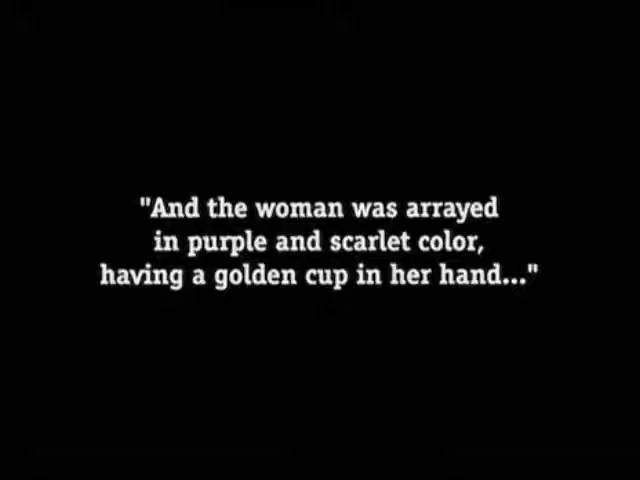 "And the woman was arrayed
in purple and scarlet color,
having a golden cup in her hand..."